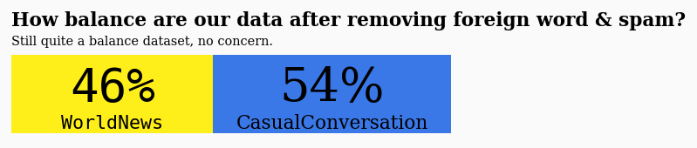 How balance are our data after removing foreign word & spam?
Still quite a balance dataset, no concern.
46% 54%
WorldNews CasualConversation